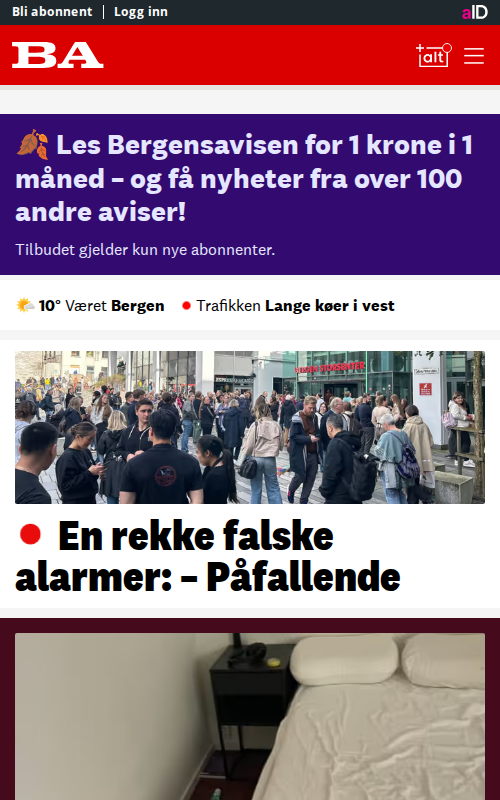 Bli abonnent | Logg inn
aID
BA
+alt
🍂 Les Bergensavisen for 1 krone i 1
måned – og få nyheter fra over 100
andre aviser!
Tilbudet gjelder kun nye abonnenter.
10° Været Bergen
Trafikken Lange køer i vest
En rekke falske
alarmer: – Påfallende